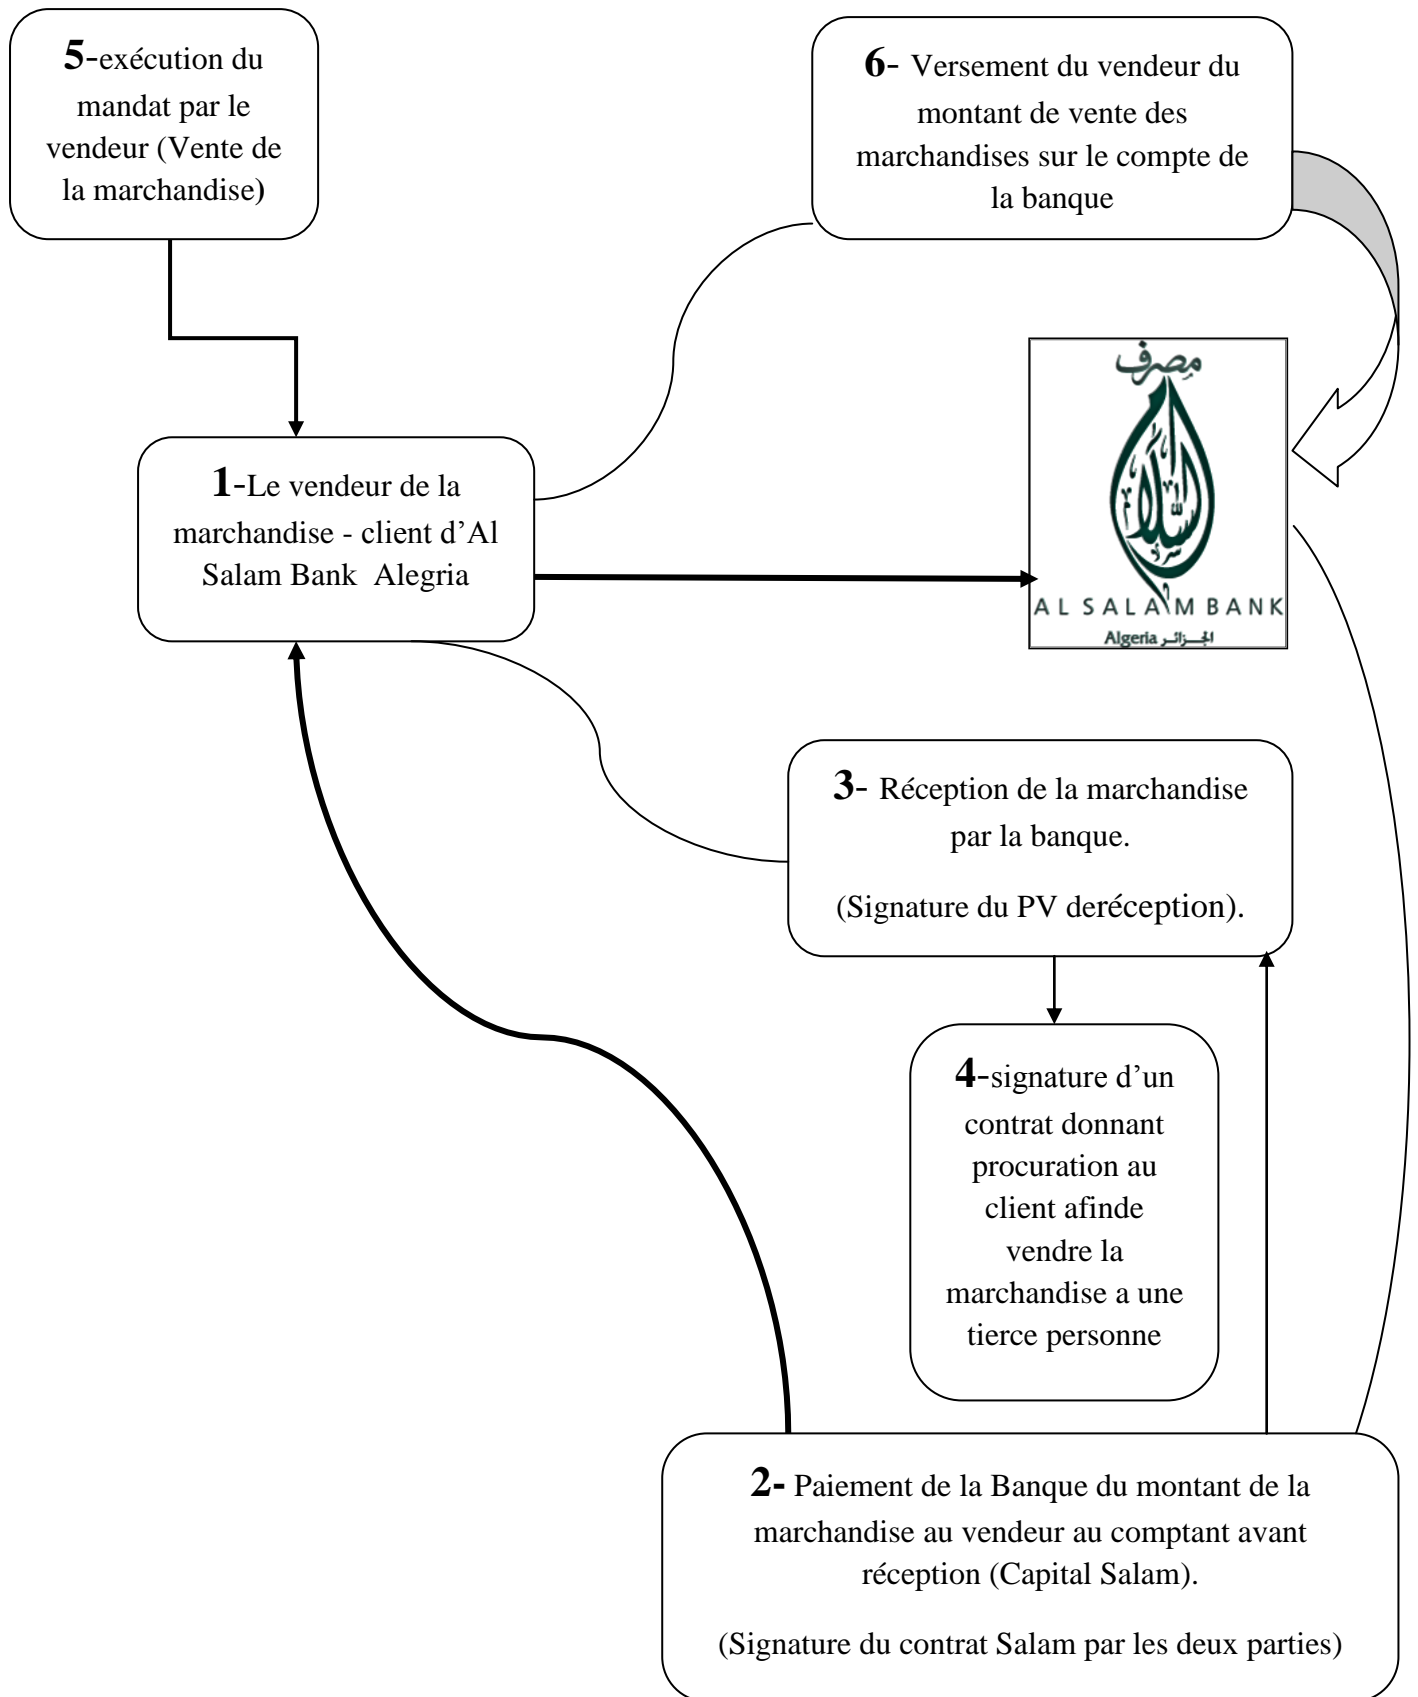 5-exécution du
mandat par le
vendeur (Vente de
la marchandise)
6- Versement du vendeur du
montant de vente des
marchandises sur le compte de
la banque
مصرف
السلام
AL SALAM BANK
Algeria الجـزائـر
1-Le vendeur de la
marchandise - client d’Al
Salam Bank Alegria
3- Réception de la marchandise
par la banque.
(Signature du PV deréception).
4-signature d’un
contrat donnant
procuration au
client afinde
vendre la
marchandise a une
tierce personne
2- Paiement de la Banque du montant de la
marchandise au vendeur au comptant avant
réception (Capital Salam).
(Signature du contrat Salam par les deux parties)